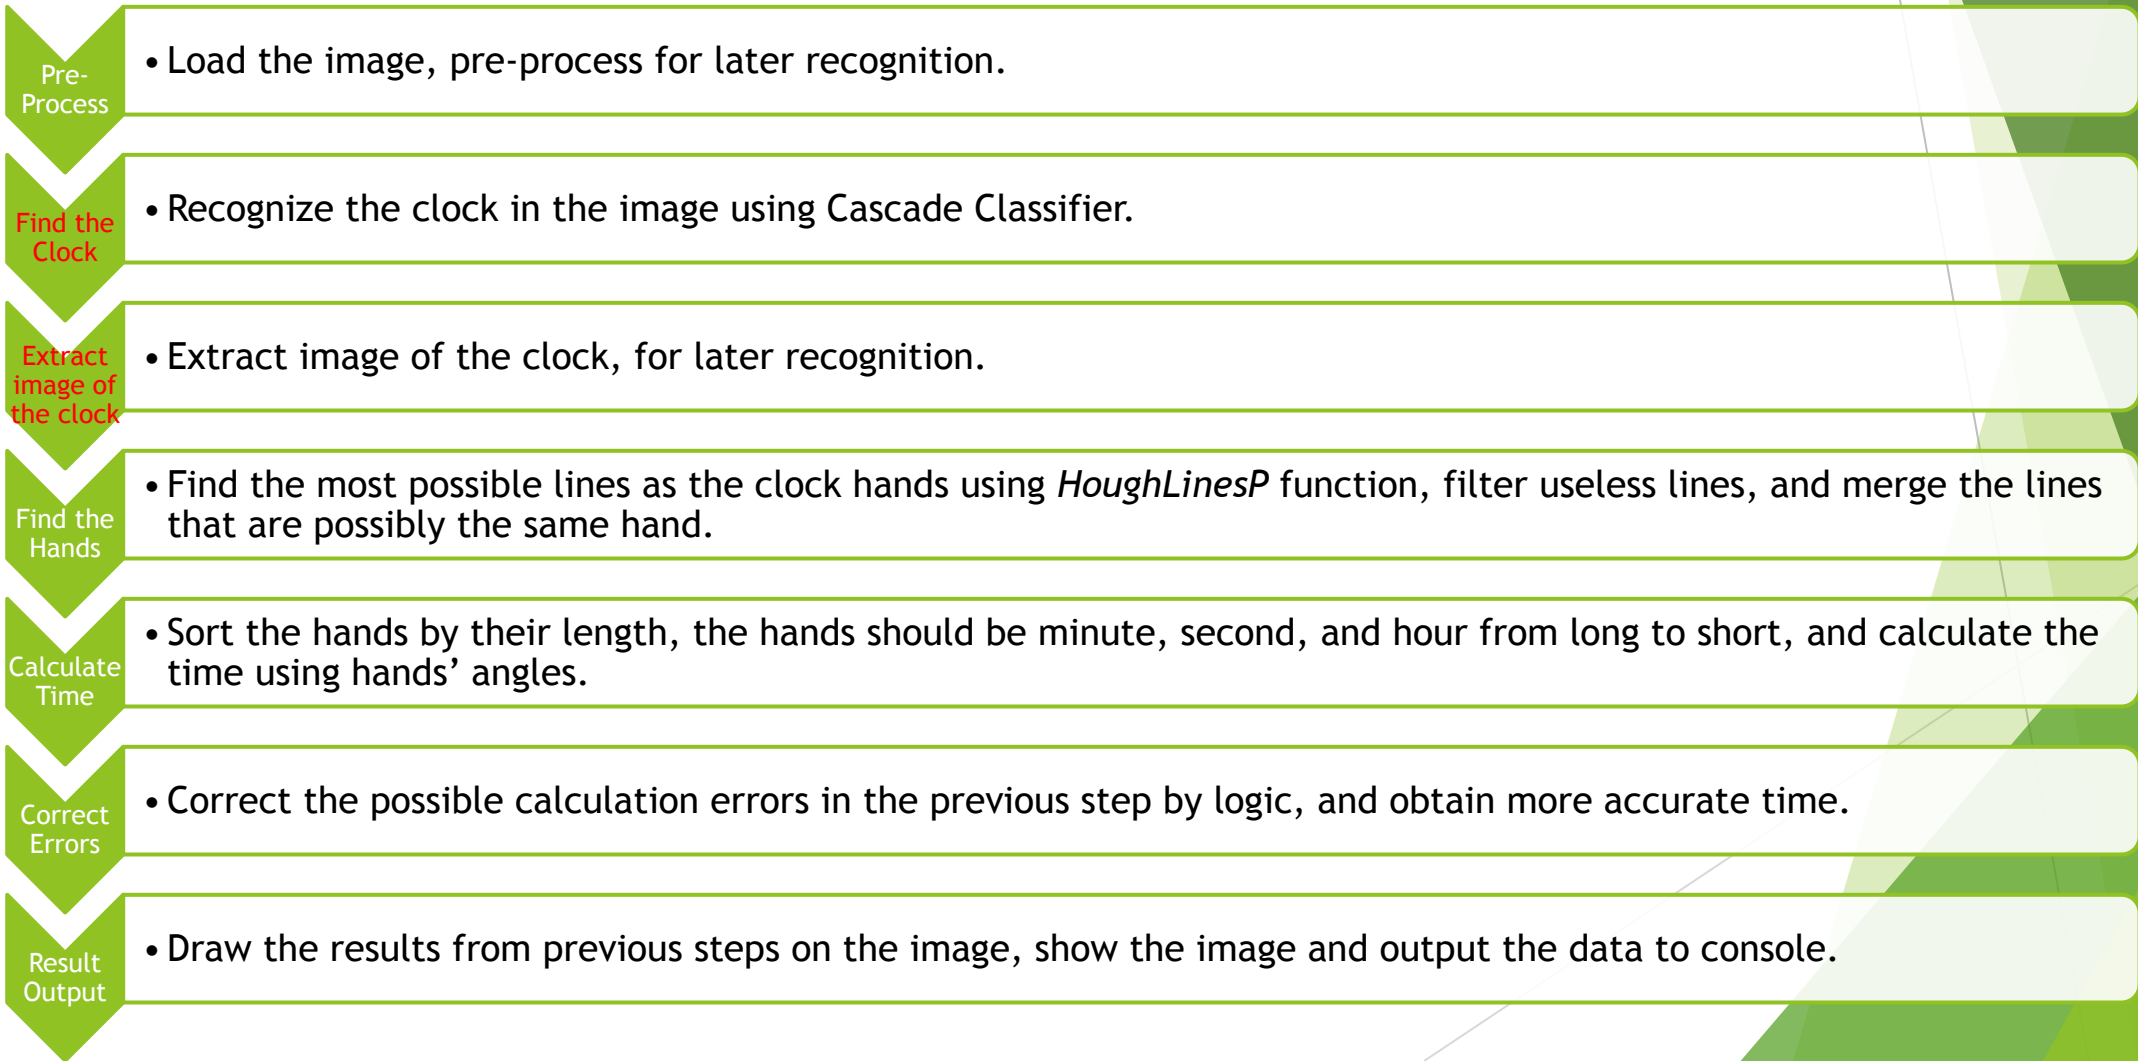 Pre-
Process
• Load the image, pre-process for later recognition.
Find the
Clock
• Recognize the clock in the image using Cascade Classifier.
Extract
image of
the clock
• Extract image of the clock, for later recognition.
Find the
Hands
• Find the most possible lines as the clock hands using HoughLinesP function, filter useless lines, and merge the lines
that are possibly the same hand.
Calculate
Time
• Sort the hands by their length, the hands should be minute, second, and hour from long to short, and calculate the
time using hands’ angles.
Correct
Errors
• Correct the possible calculation errors in the previous step by logic, and obtain more accurate time.
Result
Output
• Draw the results from previous steps on the image, show the image and output the data to console.